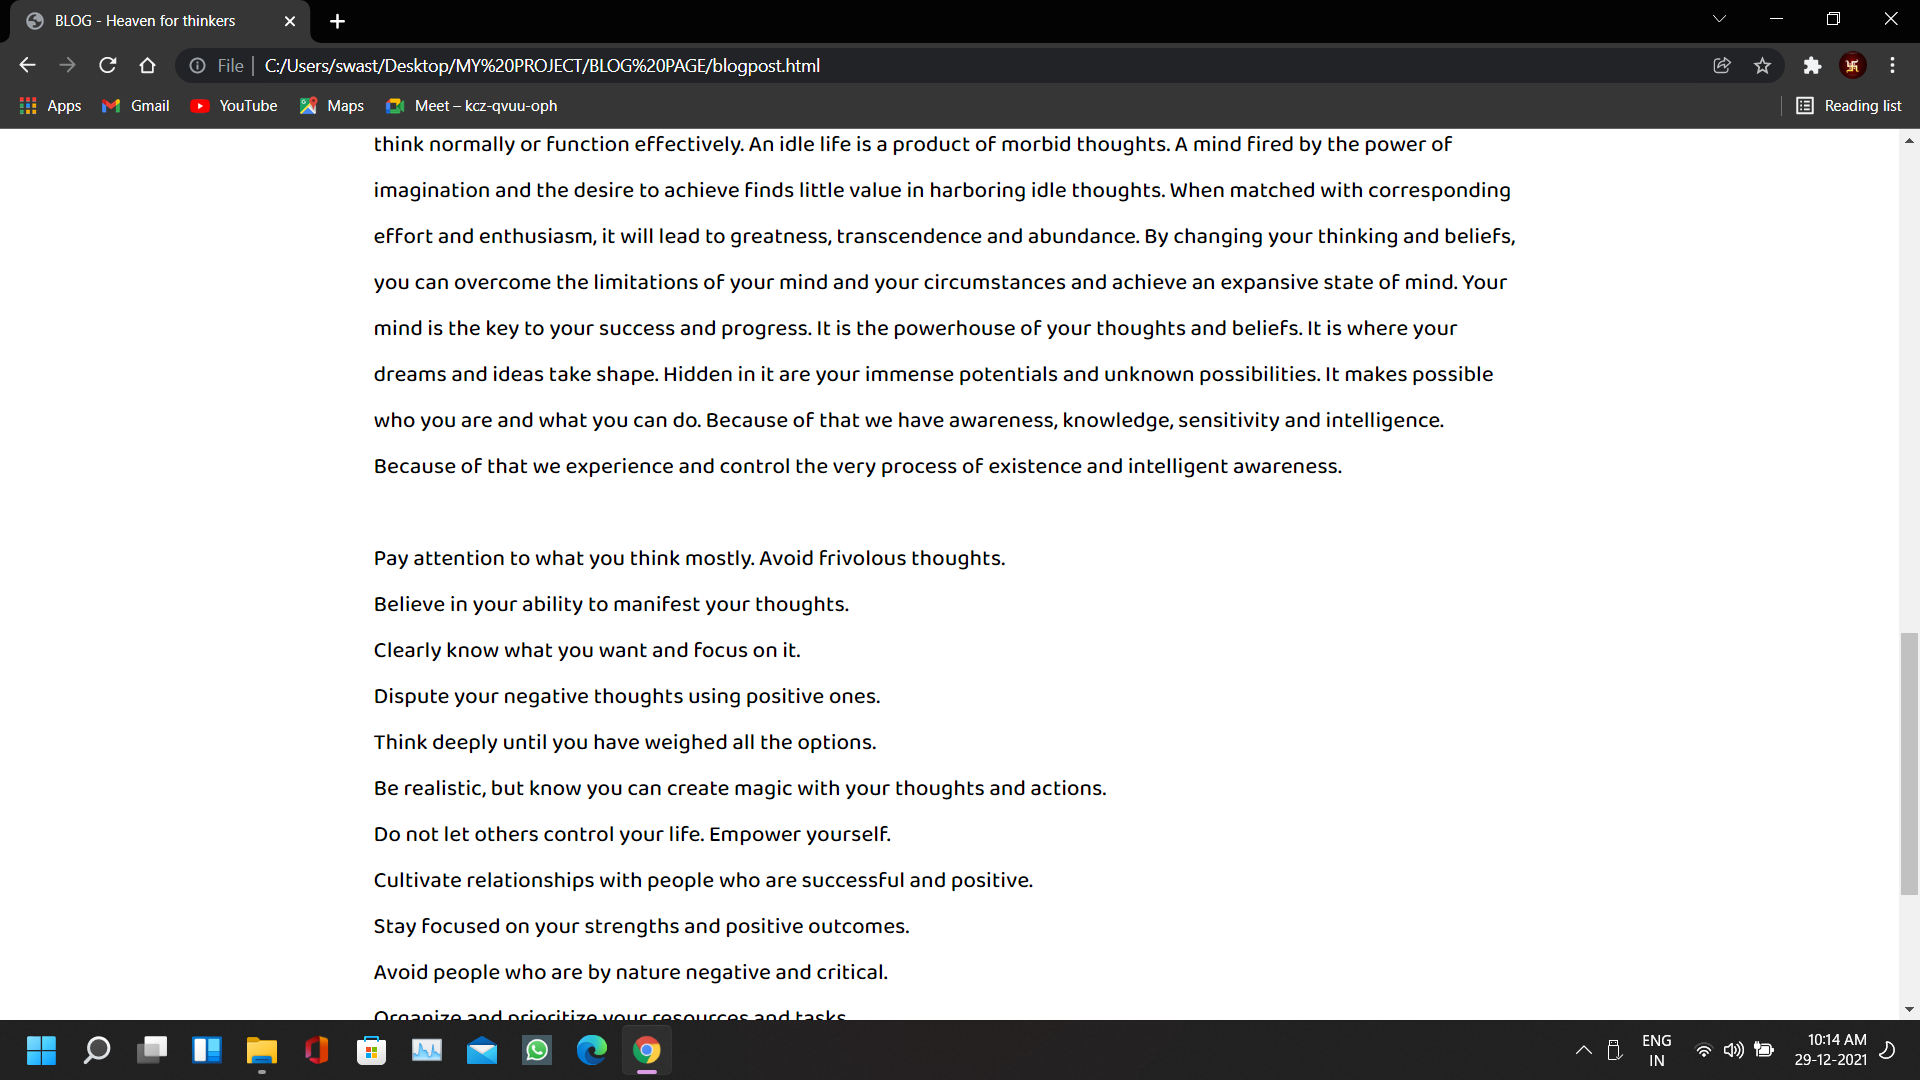 BLOG - Heaven for thinkers
File
C:/Users/swast/Desktop/MY%20PROJECT/BLOG%20PAGE/blogpost.html
Apps
Gmail
YouTube
Maps
Meet – kcz-qvuu-oph
Reading list
think normally or function effectively. An idle life is a product of morbid thoughts. A mind fired by the power of
imagination and the desire to achieve finds little value in harboring idle thoughts. When matched with corresponding
effort and enthusiasm, it will lead to greatness, transcendence and abundance. By changing your thinking and beliefs,
you can overcome the limitations of your mind and your circumstances and achieve an expansive state of mind. Your
mind is the key to your success and progress. It is the powerhouse of your thoughts and beliefs. It is where your
dreams and ideas take shape. Hidden in it are your immense potentials and unknown possibilities. It makes possible
who you are and what you can do. Because of that we have awareness, knowledge, sensitivity and intelligence.
Because of that we experience and control the very process of existence and intelligent awareness.
Pay attention to what you think mostly. Avoid frivolous thoughts.
Believe in your ability to manifest your thoughts.
Clearly know what you want and focus on it.
Dispute your negative thoughts using positive ones.
Think deeply until you have weighed all the options.
Be realistic, but know you can create magic with your thoughts and actions.
Do not let others control your life. Empower yourself.
Cultivate relationships with people who are successful and positive.
Stay focused on your strengths and positive outcomes.
Avoid people who are by nature negative and critical.
Organize and prioritize your resources and tasks.
ENG
IN
10:14 AM
29-12-2021